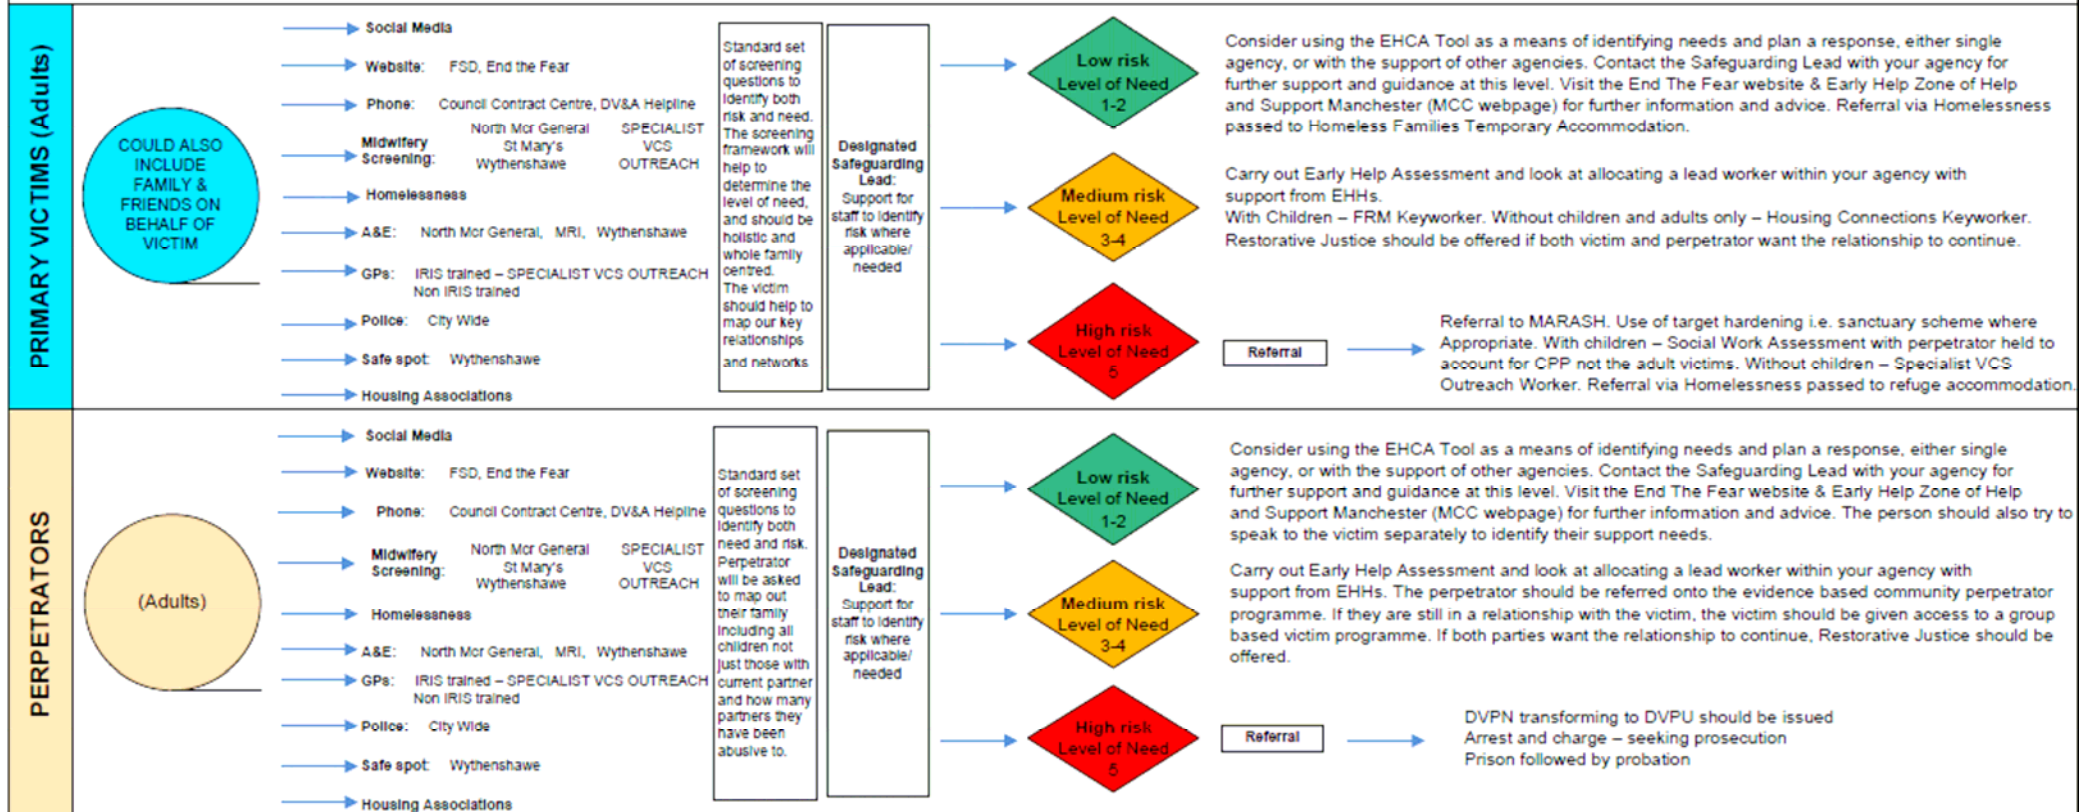 PRIMARY VICTIMS (Adults)
COULD ALSO
INCLUDE
FAMILY &
FRIENDS ON
BEHALF OF
VICTIM
Social Media
Website: FSD, End the Fear
Phone: Council Contract Centre, DV&A Helpline
Midwifery
Screening:
North Mcr General
St Mary's
Wythenshawe
SPECIALIST
VCS
OUTREACH
Homelessness
A&E: North Mcr General, MRI, Wythenshawe
GPs: IRIS trained – SPECIALIST VCS OUTREACH
Non IRIS trained
Police: City Wide
Safe spot: Wythenshawe
Housing Associations
Standard set
of screening
questions to
identify both
risk and need.
The screening
framework will
help to
determine the
level of need,
and should be
holistic and
whole family
centred.
The victim
should help to
map our key
relationships
and networks
Designated
Safeguarding
Lead:
Support for
staff to identify
risk where
applicable/
needed
Low risk
Level of Need
1-2
Consider using the EHCA Tool as a means of identifying needs and plan a response, either single
agency, or with the support of other agencies. Contact the Safeguarding Lead with your agency for
further support and guidance at this level. Visit the End The Fear website & Early Help Zone of Help
and Support Manchester (MCC webpage) for further information and advice. Referral via Homelessness
passed to Homeless Families Temporary Accommodation.
Medium risk
Level of Need
3-4
Carry out Early Help Assessment and look at allocating a lead worker within your agency with
support from EHHs.
With Children – FRM Keyworker. Without children and adults only – Housing Connections Keyworker.
Restorative Justice should be offered if both victim and perpetrator want the relationship to continue.
High risk
Level of Need
5
Referral
Referral to MARASH. Use of target hardening i.e. sanctuary scheme where
Appropriate. With children – Social Work Assessment with perpetrator held to
account for CPP not the adult victims. Without children – Specialist VCS
Outreach Worker. Referral via Homelessness passed to refuge accommodation.
PERPETRATORS
(Adults)
Social Media
Website: FSD, End the Fear
Phone: Council Contract Centre, DV&A Helpline
Midwifery
Screening:
North Mcr General
St Mary's
Wythenshawe
SPECIALIST
VCS
OUTREACH
Homelessness
A&E: North Mcr General, MRI, Wythenshawe
GPs: IRIS trained – SPECIALIST VCS OUTREACH
Non IRIS trained
Police: City Wide
Safe spot: Wythenshawe
Housing Associations
Standard set
of screening
questions to
identify both
need and risk.
Perpetrator
will be asked
to map out
their family
including all
children not
just those with
current partner
and how many
partners they
have been
abusive to.
Designated
Safeguarding
Lead:
Support for
staff to identify
risk where
applicable/
needed
Low risk
Level of Need
1-2
Consider using the EHCA Tool as a means of identifying needs and plan a response, either single
agency, or with the support of other agencies. Contact the Safeguarding Lead with your agency for
further support and guidance at this level. Visit the End The Fear website & Early Help Zone of Help
and Support Manchester (MCC webpage) for further information and advice. The person should also try to
speak to the victim separately to identify their support needs.
Medium risk
Level of Need
3-4
Carry out Early Help Assessment and look at allocating a lead worker within your agency with
support from EHHs. The perpetrator should be referred onto the evidence based community perpetrator
programme. If they are still in a relationship with the victim, the victim should be given access to a group
based victim programme. If both parties want the relationship to continue, Restorative Justice should be
offered.
High risk
Level of Need
5
Referral
DVPN transforming to DVPU should be issued
Arrest and charge – seeking prosecution
Prison followed by probation